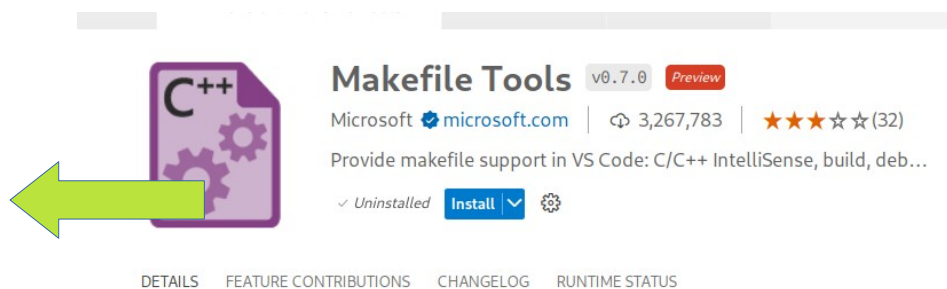 C++
Makefile Tools v0.7.0 Preview
Microsoft microsoft.com 3,267,783 (32)
Provide makefile support in VS Code: C/C++ IntelliSense, build, deb...
Uninstalled Install
DETAILS FEATURE CONTRIBUTIONS CHANGELOG RUNTIME STATUS